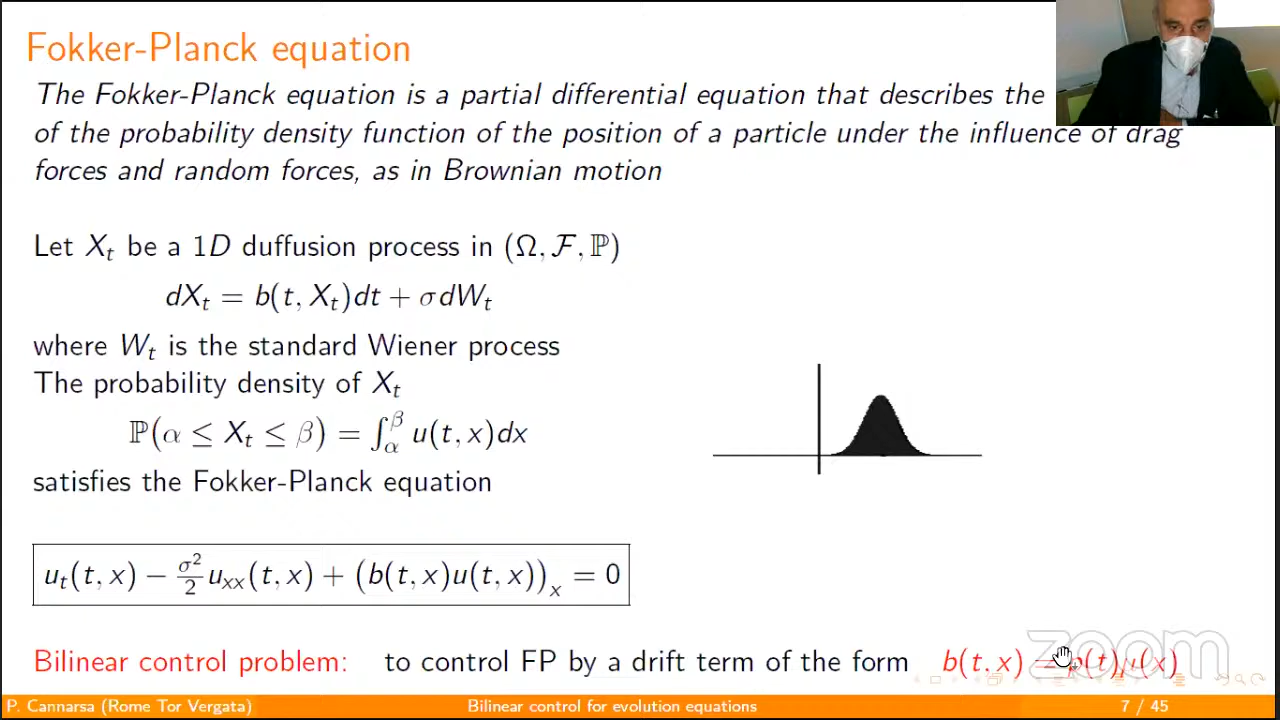 Fokker-Planck equation
The Fokker-Planck equation is a partial differential equation that describes the
of the probability density function of the position of a particle under the influence of drag
forces and random forces, as in Brownian motion
Let X_t be a 1D duffusion process in (Ω, ℱ, ℙ)
dX_t = b(t, X_t)dt + σdW_t
where W_t is the standard Wiener process
The probability density of X_t
ℙ(α ≤ X_t ≤ β) = ∫_α^β u(t, x)dx
satisfies the Fokker-Planck equation
u_t(t, x) − σ²/2 u_xx(t, x) + (b(t, x)u(t, x))_x = 0
Bilinear control problem: to control FP by a drift term of the form b(t, x) = p(t)μ(x)
zoom
P. Cannarsa (Rome Tor Vergata) Bilinear control for evolution equations 7 / 45